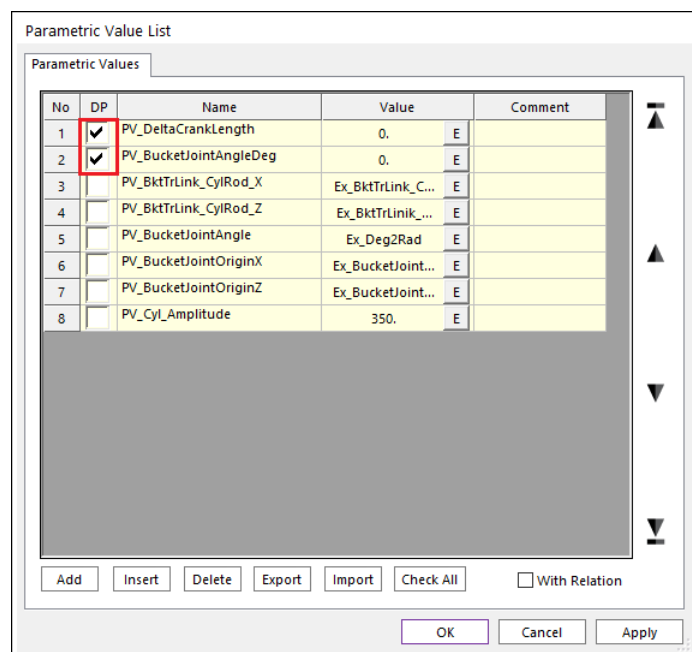 Parametric Value List
Parametric Values
No DP Name Value Comment
1 PV_DeltaCrankLength 0. E
2 PV_BucketJointAngleDeg 0. E
3 PV_BktTrLink_CylRod_X Ex_BktTrLink_C... E
4 PV_BktTrLink_CylRod_Z Ex_BktTrLinik_... E
5 PV_BucketJointAngle Ex_Deg2Rad E
6 PV_BucketJointOriginX Ex_BucketJoint... E
7 PV_BucketJointOriginZ Ex_BucketJoint... E
8 PV_Cyl_Amplitude 350. E
Add Insert Delete Export Import Check All With Relation
OK Cancel Apply